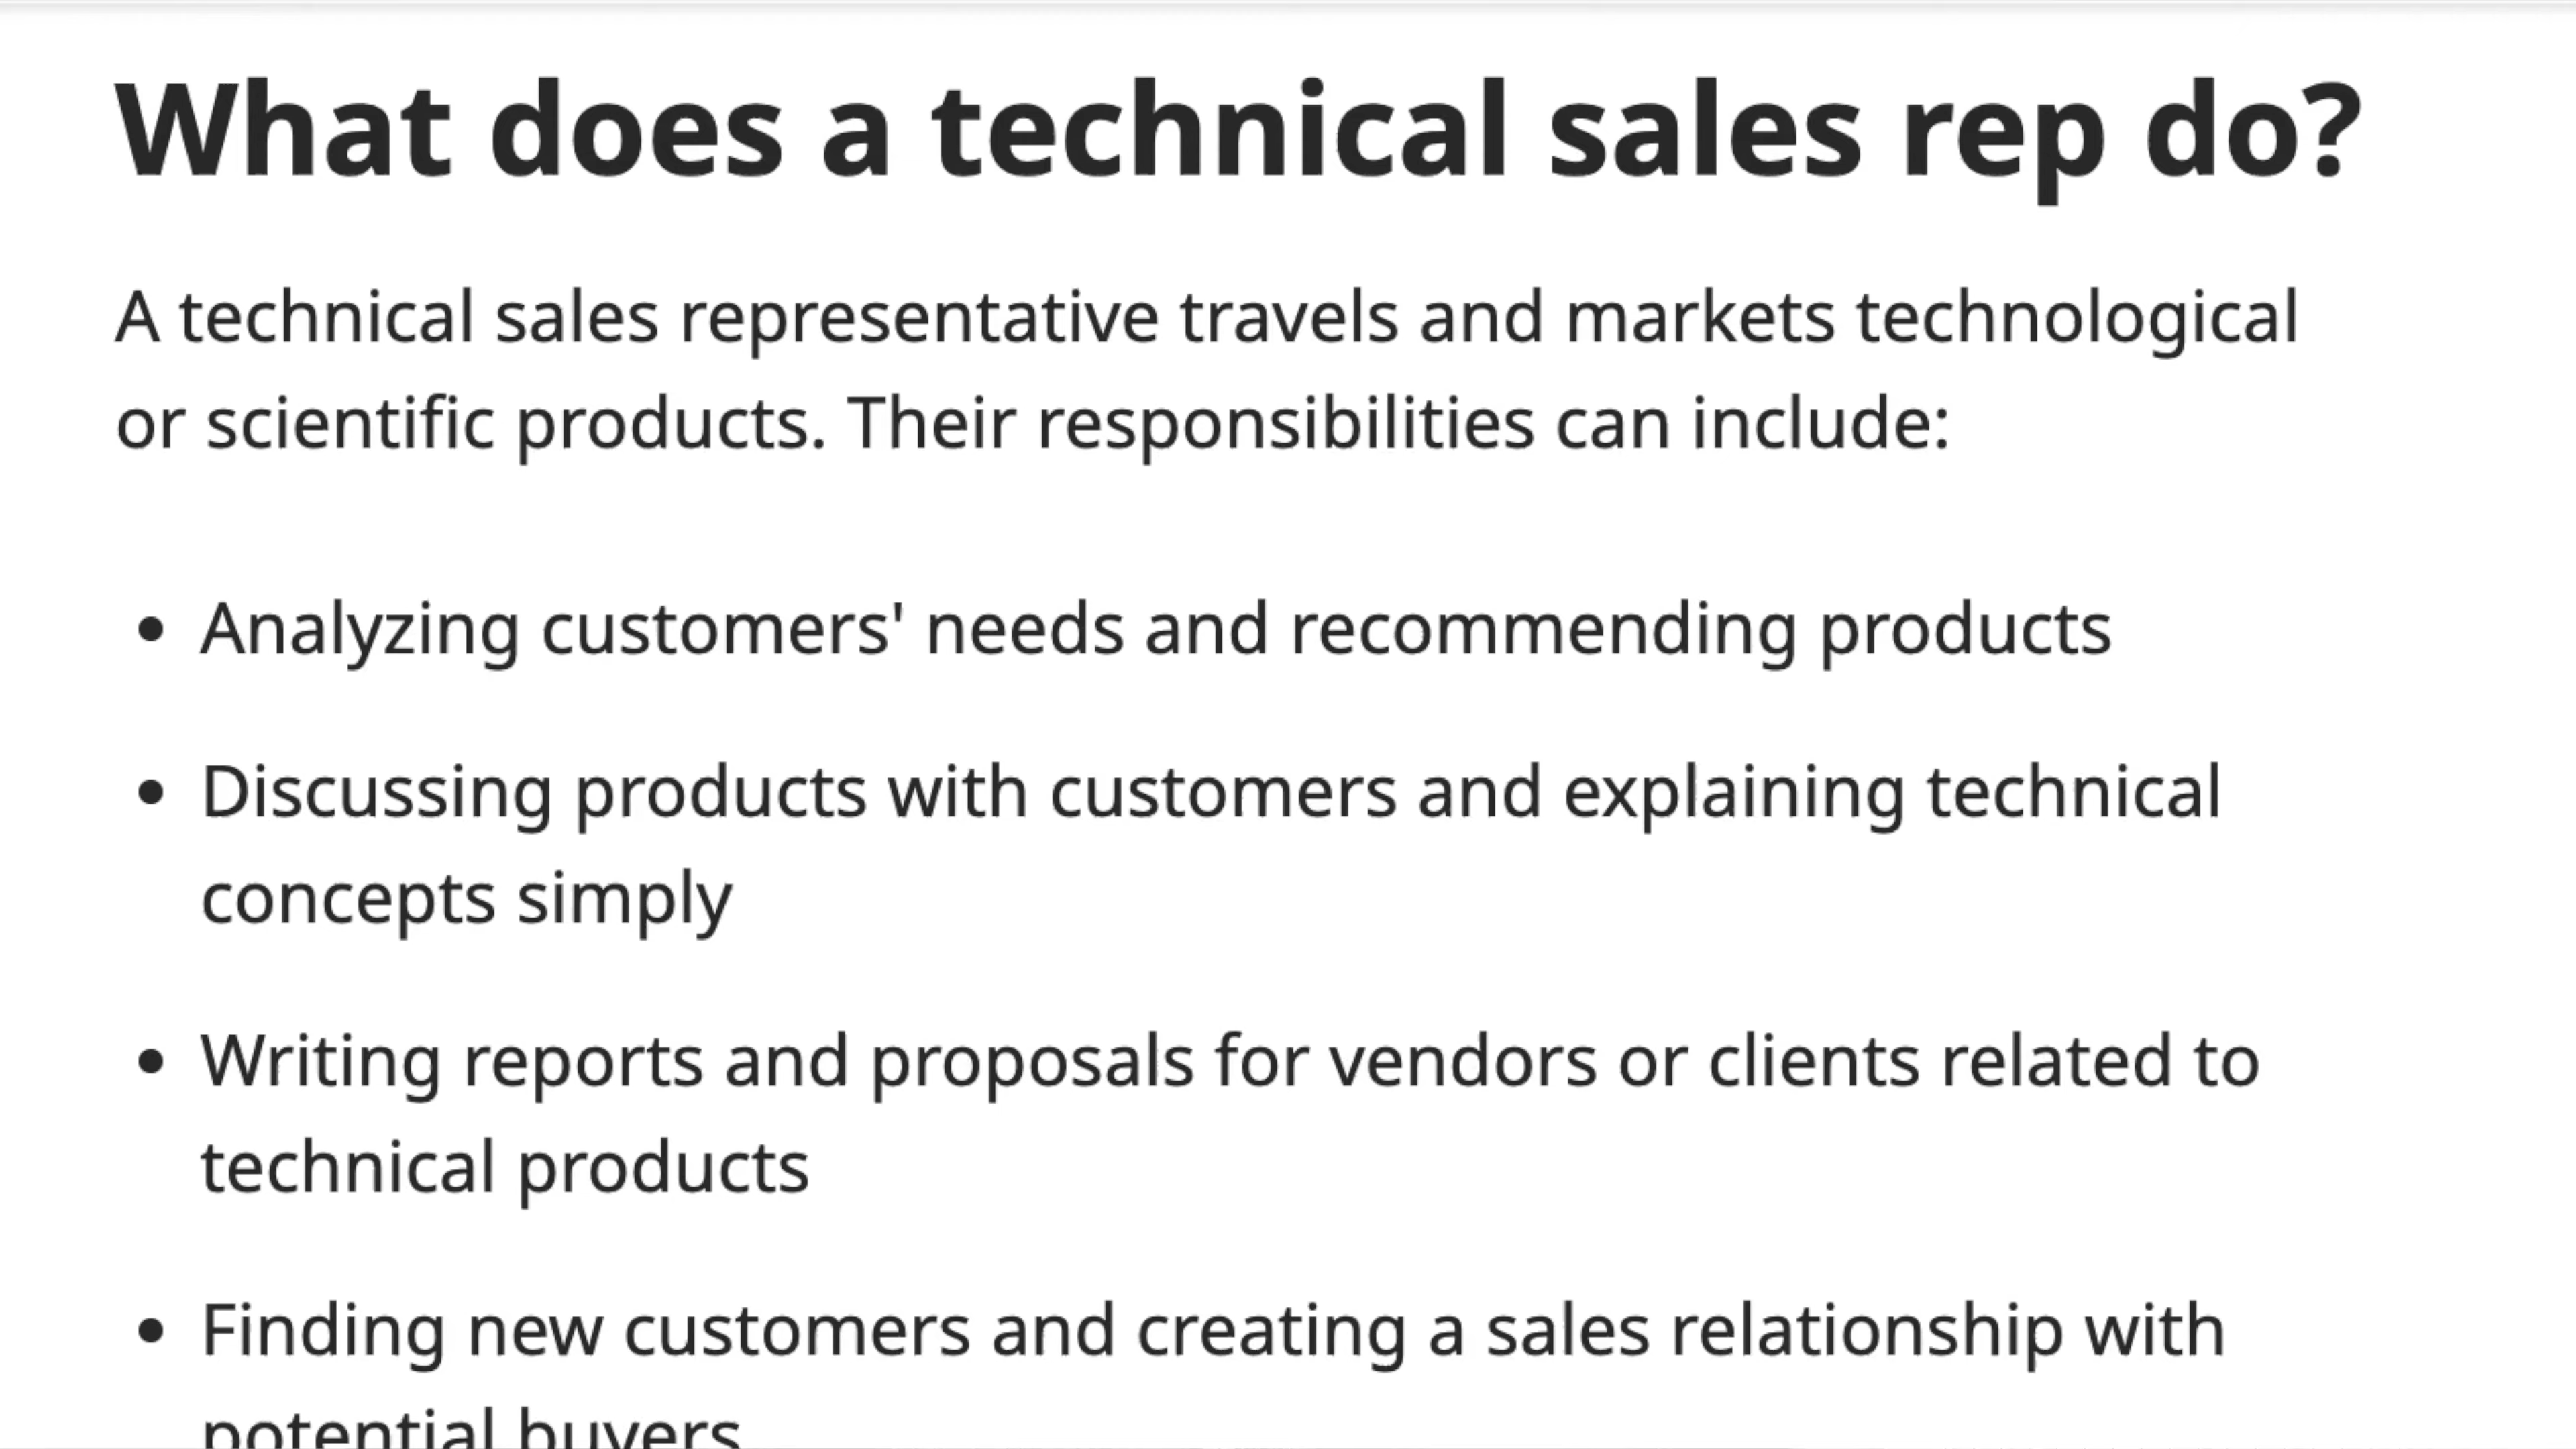 What does a technical sales rep do?
A technical sales representative travels and markets technological
or scientific products. Their responsibilities can include:
• Analyzing customers' needs and recommending products
• Discussing products with customers and explaining technical
concepts simply
• Writing reports and proposals for vendors or clients related to
technical products
• Finding new customers and creating a sales relationship with
potential buyers